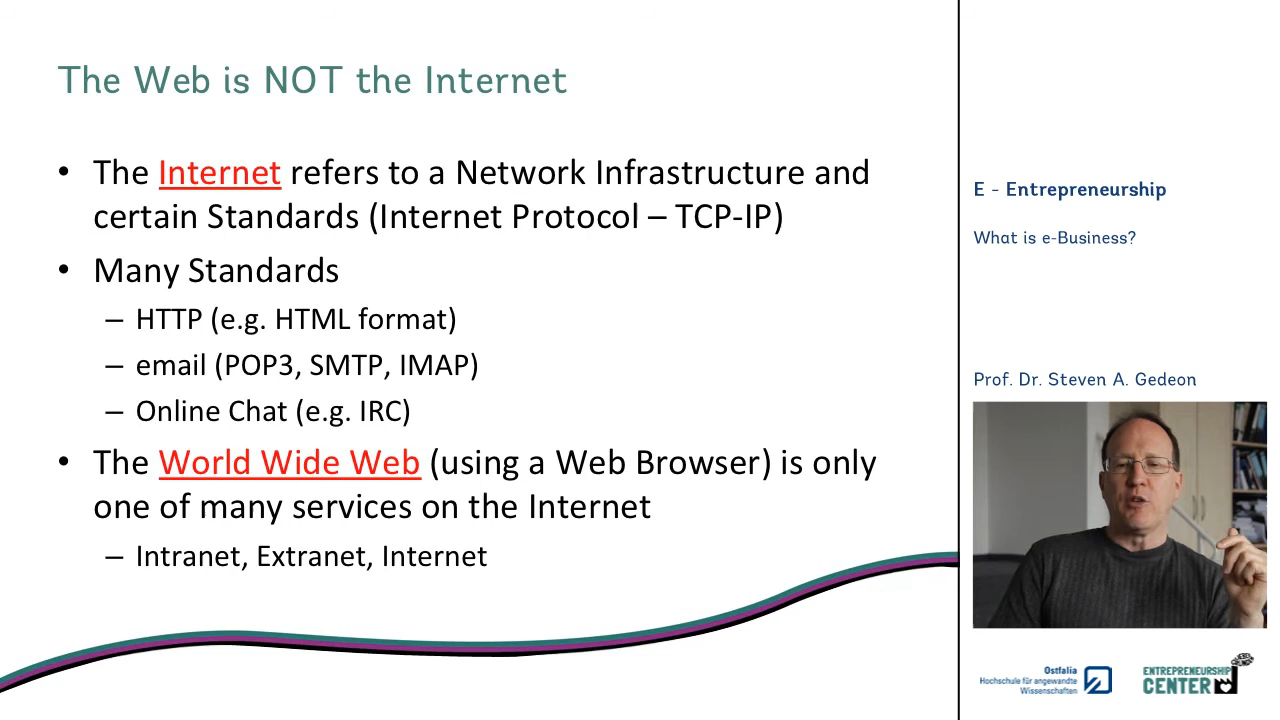 The Web is NOT the Internet
• The Internet refers to a Network Infrastructure and
certain Standards (Internet Protocol – TCP-IP)
• Many Standards
– HTTP (e.g. HTML format)
– email (POP3, SMTP, IMAP)
– Online Chat (e.g. IRC)
• The World Wide Web (using a Web Browser) is only
one of many services on the Internet
– Intranet, Extranet, Internet
E - Entrepreneurship
What is e-Business?
Prof. Dr. Steven A. Gedeon
Ostfalia
Hochschule für angewandte
Wissenschaften
ENTREPRENEURSHIP
CENTER